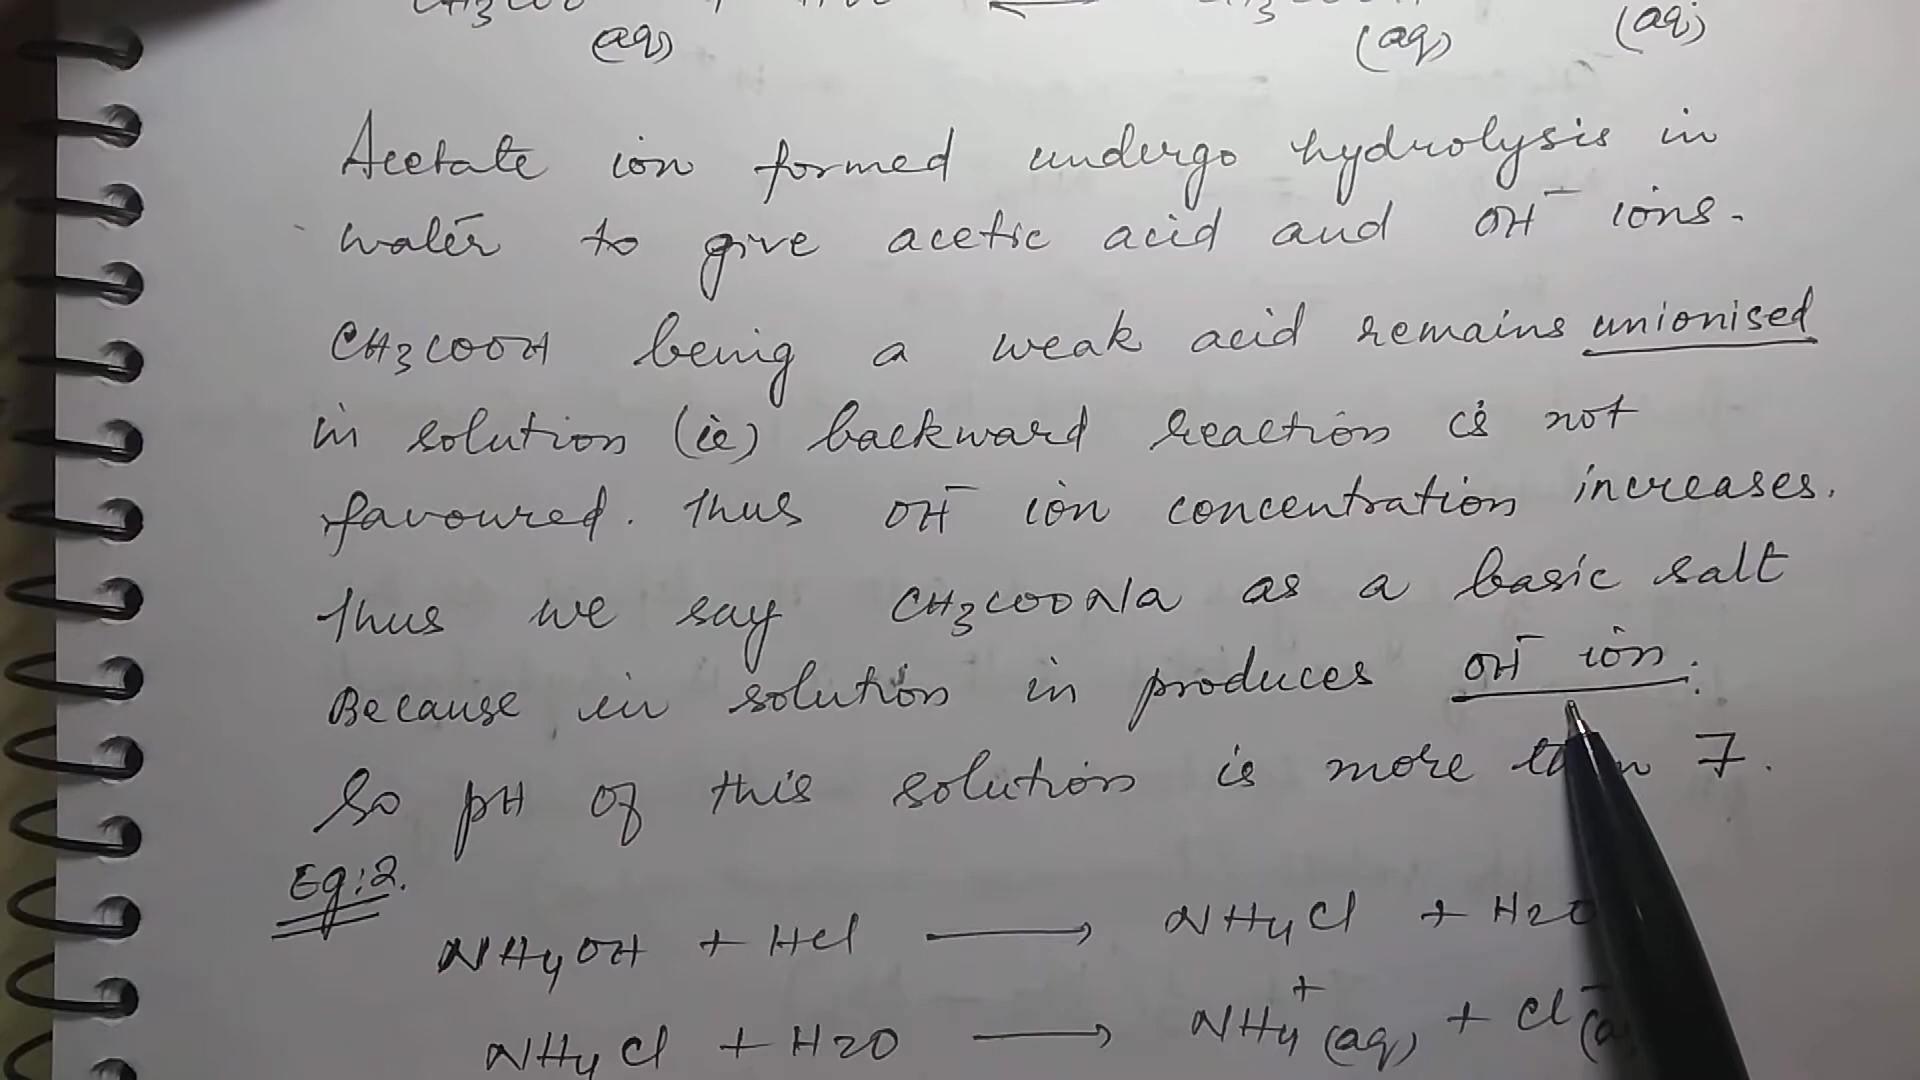 (aq) (aq) (aq)
Acetate ion formed undergo hydrolysis in
water to give acetic acid and OH⁻ ions.
CH₃COOH being a weak acid remains unionised
in solution (ie) backward reaction is not
favoured. Thus OH⁻ ion concentration increases.
Thus we say CH₃COONa as a basic salt
Because in solution in produces OH⁻ ion.
So pH of this solution is more 7.
Eg:2.
NH₄OH + HCl ⟶ NH₄Cl + H₂O
NH₄Cl + H₂O ⟶ NH₄⁺(aq) + Cl⁻